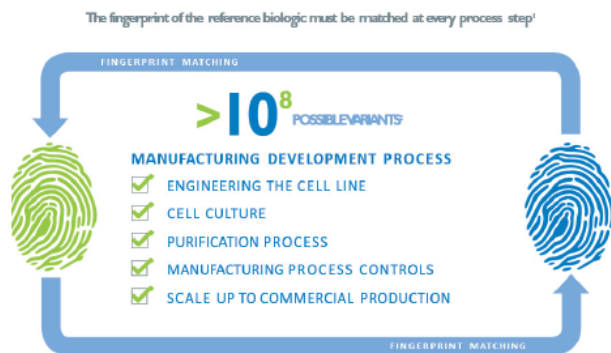 The fingerprint of the reference biologic must be matched at every process step¹
FINGERPRINT MATCHING
>10⁸ POSSIBLE VARIANTS²
MANUFACTURING DEVELOPMENT PROCESS
ENGINEERING THE CELL LINE
CELL CULTURE
PURIFICATION PROCESS
MANUFACTURING PROCESS CONTROLS
SCALE UP TO COMMERCIAL PRODUCTION
FINGERPRINT MATCHING